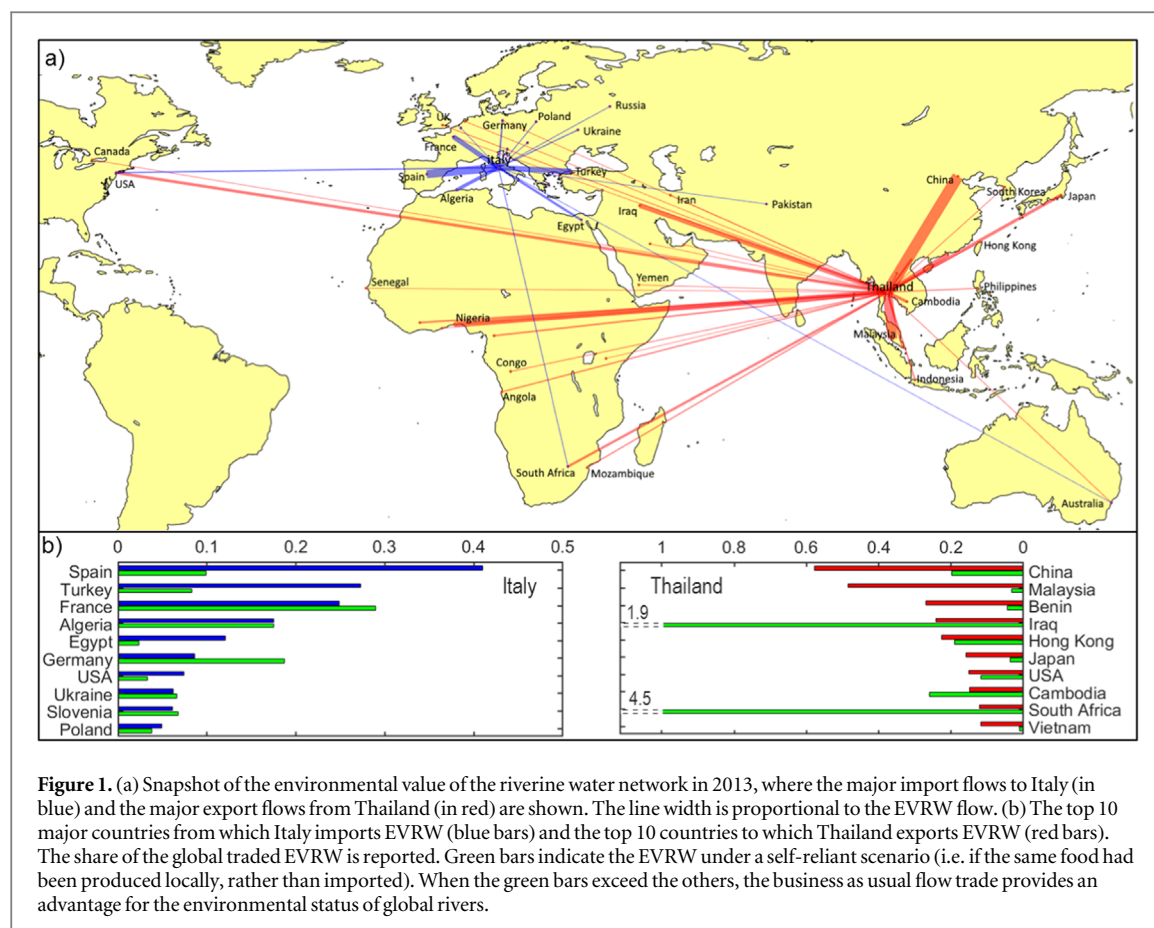 a)
Russia
UK
Poland
Germany
Ukraine
Canada
France
Italy
USA
Spain
Turkey
China
South Korea
Japan
Algeria
Iran
Pakistan
Iraq
Egypt
Hong Kong
Senegal
Yemen
Thailand
Philippines
Cambodia
Nigeria
Malaysia
Congo
Indonesia
Angola
South Africa
Mozambique
Australia
b)
0 0.1 0.2 0.3 0.4 0.5
Italy
Spain
Turkey
France
Algeria
Egypt
Germany
USA
Ukraine
Slovenia
Poland
1 0.8 0.6 0.4 0.2 0
Thailand
1.9
4.5
China
Malaysia
Benin
Iraq
Hong Kong
Japan
USA
Cambodia
South Africa
Vietnam
Figure 1. (a) Snapshot of the environmental value of the riverine water network in 2013, where the major import flows to Italy (in
blue) and the major export flows from Thailand (in red) are shown. The line width is proportional to the EVRW flow. (b) The top 10
major countries from which Italy imports EVRW (blue bars) and the top 10 countries to which Thailand exports EVRW (red bars).
The share of the global traded EVRW is reported. Green bars indicate the EVRW under a self-reliant scenario (i.e. if the same food had
been produced locally, rather than imported). When the green bars exceed the others, the business as usual flow trade provides an
advantage for the environmental status of global rivers.